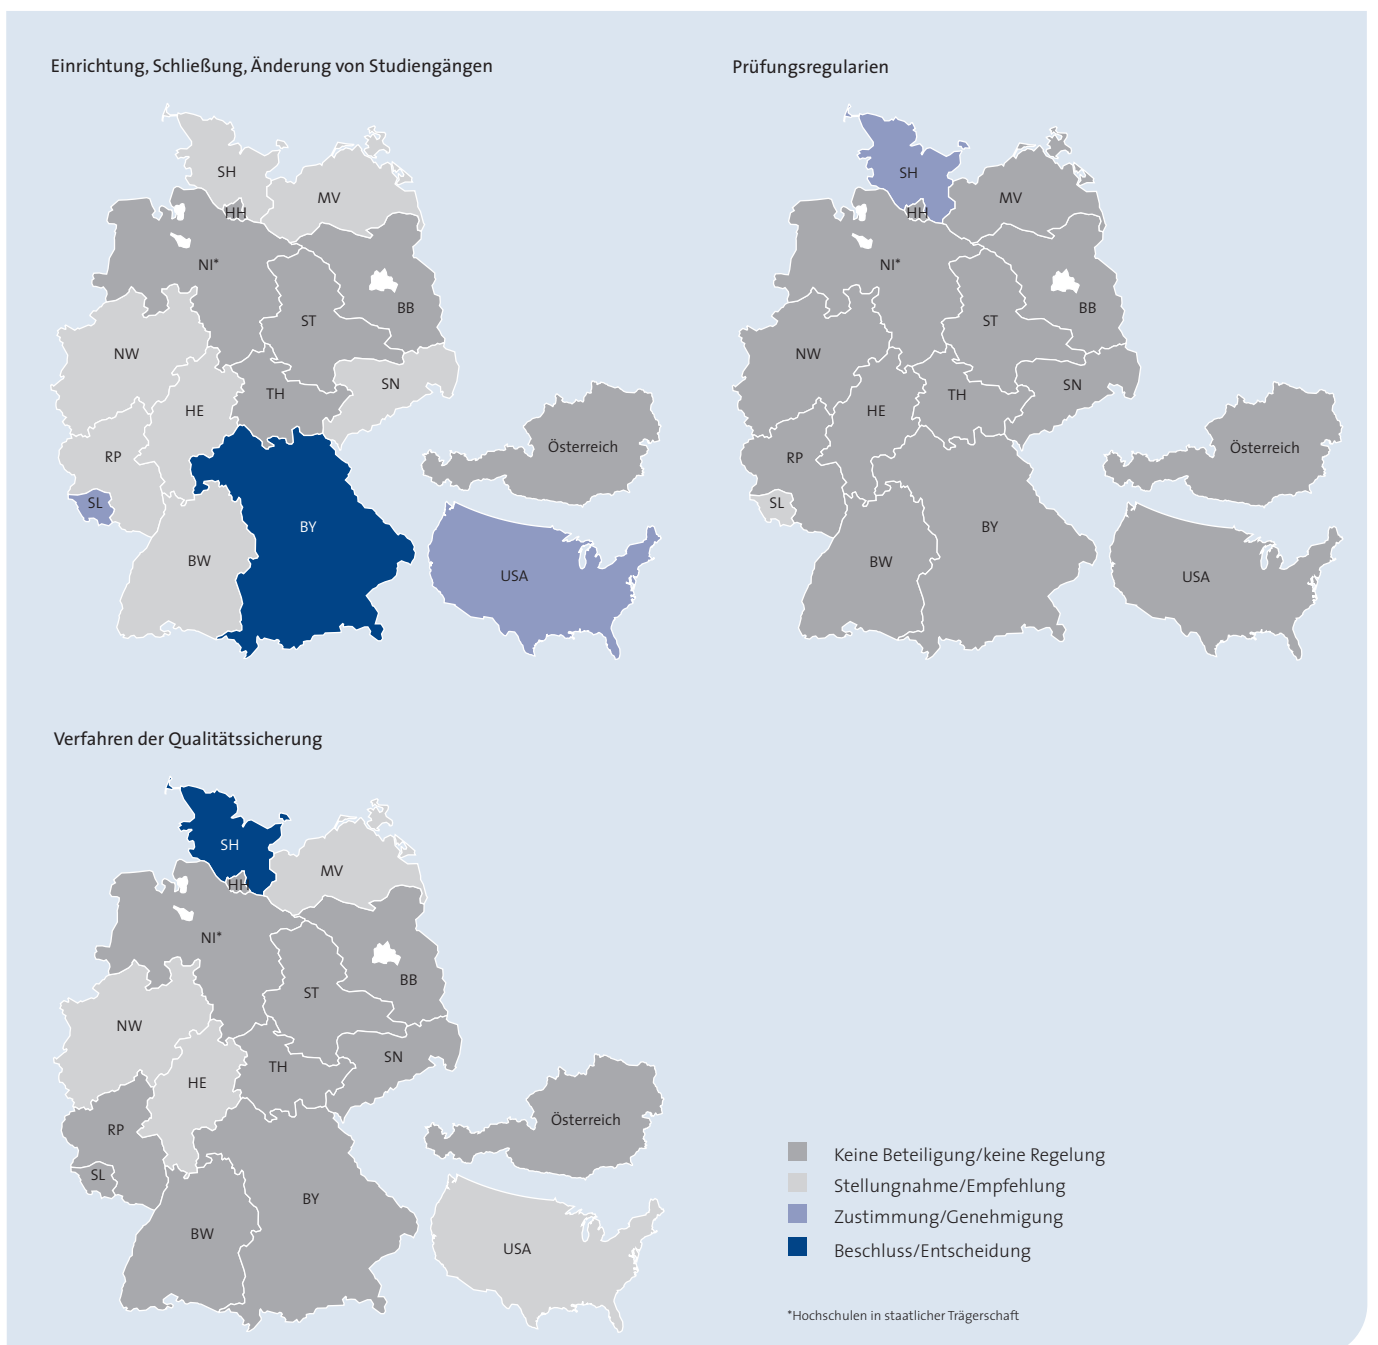 Einrichtung, Schließung, Änderung von Studiengängen
SH
MV
HH
NI*
BB
ST
NW
SN
TH
HE
Österreich
RP
SL
BY
BW
USA
Prüfungsregularien
SH
MV
HH
NI*
BB
ST
NW
SN
TH
HE
Österreich
RP
SL
BY
BW
USA
Verfahren der Qualitätssicherung
SH
MV
HH
NI*
BB
ST
NW
SN
TH
HE
Österreich
RP
SL
BY
BW
USA
Keine Beteiligung/keine Regelung
Stellungnahme/Empfehlung
Zustimmung/Genehmigung
Beschluss/Entscheidung
*Hochschulen in staatlicher Trägerschaft